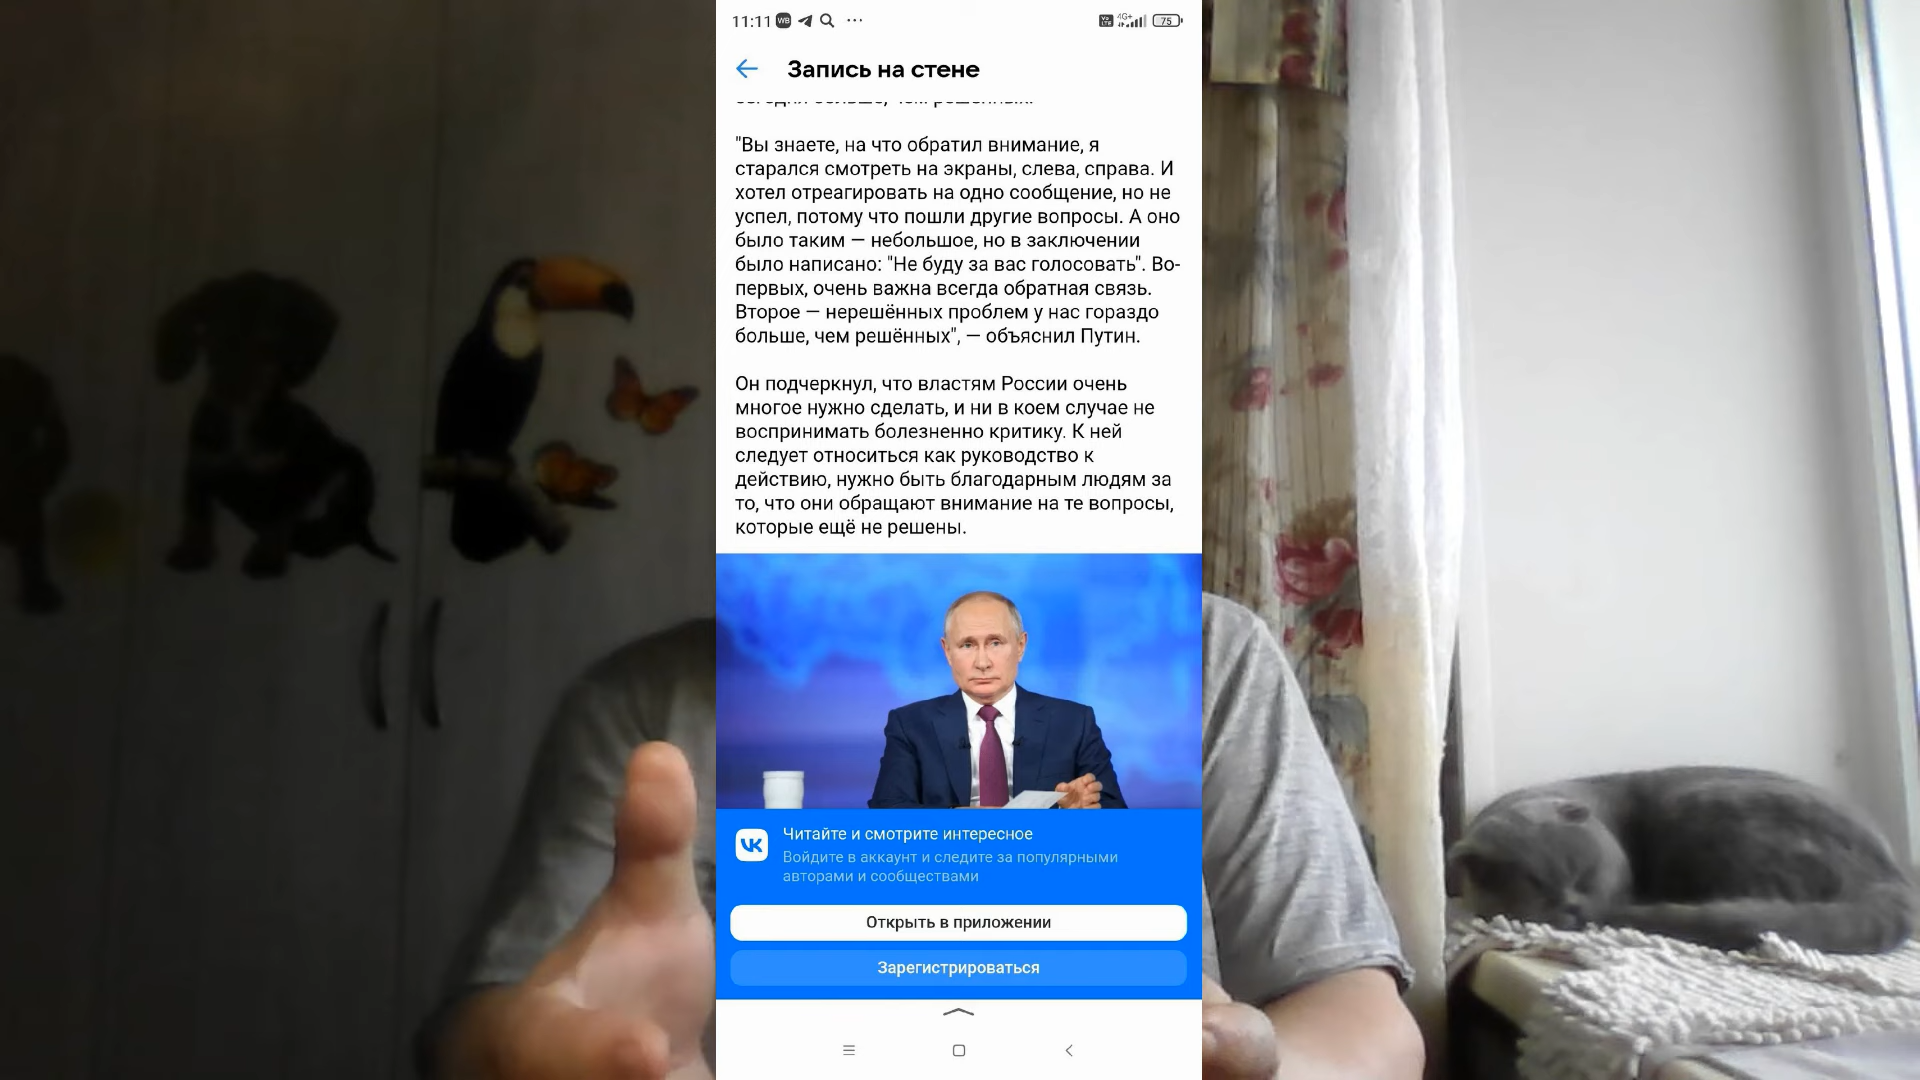 11:11
75
Запись на стене
сегодня больше, чем решённых.
"Вы знаете, на что обратил внимание, я
старался смотреть на экраны, слева, справа. И
хотел отреагировать на одно сообщение, но не
успел, потому что пошли другие вопросы. А оно
было таким — небольшое, но в заключении
было написано: "Не буду за вас голосовать". Во-
первых, очень важна всегда обратная связь.
Второе — нерешённых проблем у нас гораздо
больше, чем решённых", — объяснил Путин.
Он подчеркнул, что властям России очень
многое нужно сделать, и ни в коем случае не
воспринимать болезненно критику. К ней
следует относиться как руководство к
действию, нужно быть благодарным людям за
то, что они обращают внимание на те вопросы,
которые ещё не решены.
Читайте и смотрите интересное
Войдите в аккаунт и следите за популярными
авторами и сообществами
Открыть в приложении
Зарегистрироваться